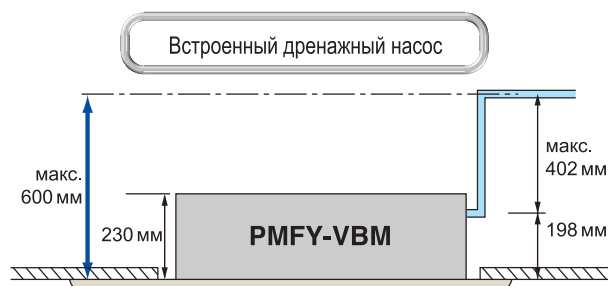 Встроенный дренажный насос
макс.
600 мм
230 мм
PMFY-VBM
макс.
402 мм
198 мм